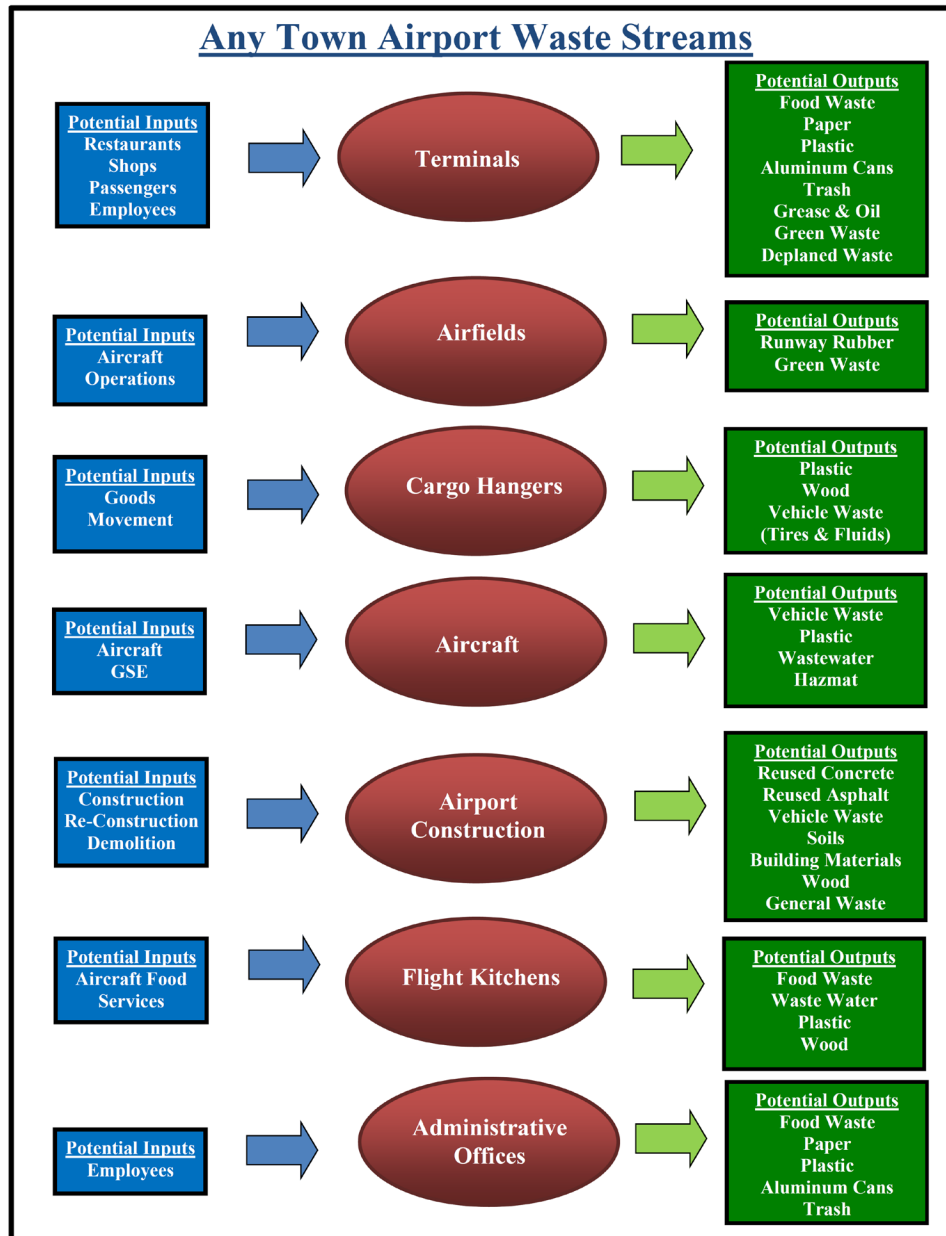 Any Town Airport Waste Streams
Potential Inputs
Restaurants
Shops
Passengers
Employees
Terminals
Potential Outputs
Food Waste
Paper
Plastic
Aluminum Cans
Trash
Grease & Oil
Green Waste
Deplaned Waste
Potential Inputs
Aircraft
Operations
Airfields
Potential Outputs
Runway Rubber
Green Waste
Potential Inputs
Goods
Movement
Cargo Hangers
Potential Outputs
Plastic
Wood
Vehicle Waste
(Tires & Fluids)
Potential Inputs
Aircraft
GSE
Aircraft
Potential Outputs
Vehicle Waste
Plastic
Wastewater
Hazmat
Potential Inputs
Construction
Re-Construction
Demolition
Airport
Construction
Potential Outputs
Reused Concrete
Reused Asphalt
Vehicle Waste
Soils
Building Materials
Wood
General Waste
Potential Inputs
Aircraft Food
Services
Flight Kitchens
Potential Outputs
Food Waste
Waste Water
Plastic
Wood
Potential Inputs
Employees
Administrative
Offices
Potential Outputs
Food Waste
Paper
Plastic
Aluminum Cans
Trash